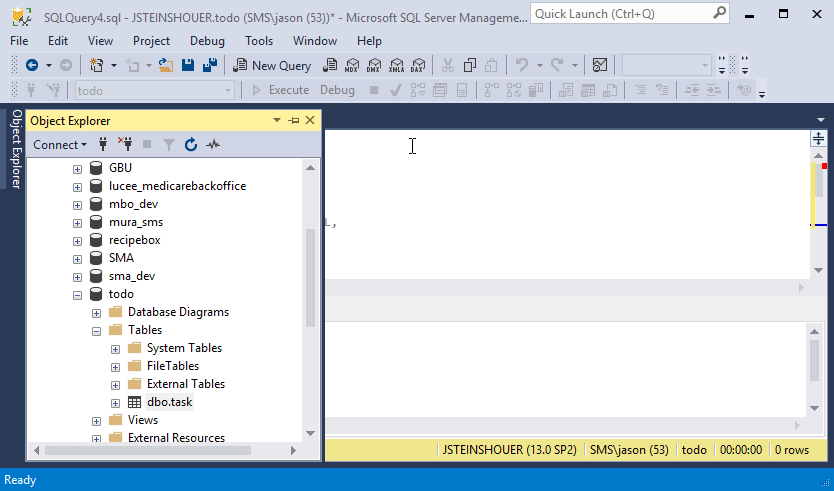 SQLQuery4.sql - JSTEINSHOUER.todo (SMS\jason (53))* - Microsoft SQL Server Manageme...
Quick Launch (Ctrl+Q)
File Edit View Project Debug Tools Window Help
New Query MDX DMX XMLA DAX
todo Execute Debug
Object Explorer
Object Explorer
Connect
GBU
lucee_medicarebackoffice
mbo_dev
mura_sms
recipebox
SMA
sma_dev
todo
Database Diagrams
Tables
System Tables
FileTables
External Tables
dbo.task
Views
External Resources
L,
JSTEINSHOUER (13.0 SP2) SMS\jason (53) todo 00:00:00 0 rows
Ready